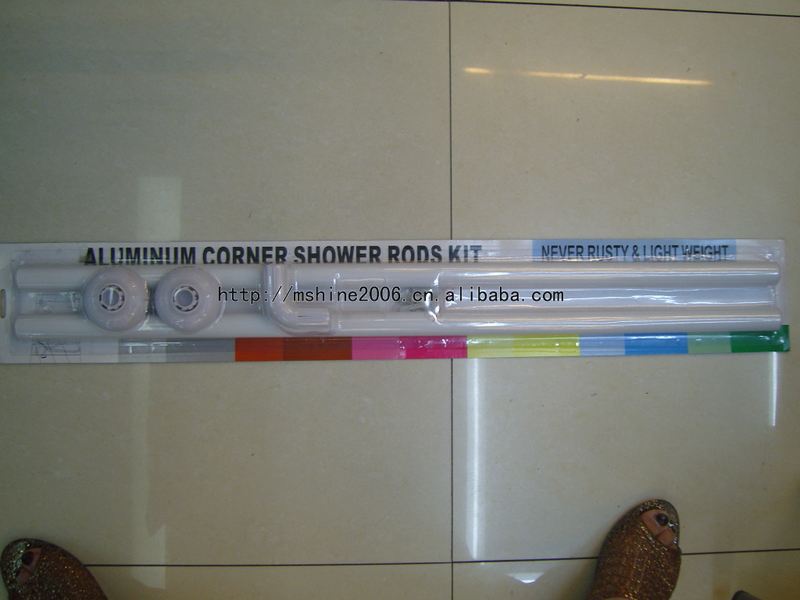 ALUMINUM CORNER SHOWER RODS KIT
NEVER RUSTY & LIGHT WEIGHT
http://mshine2006.cn.alibaba.com